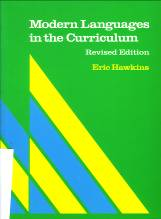 Modern Languages
in the Curriculum
Revised Edition
Eric Hawkins